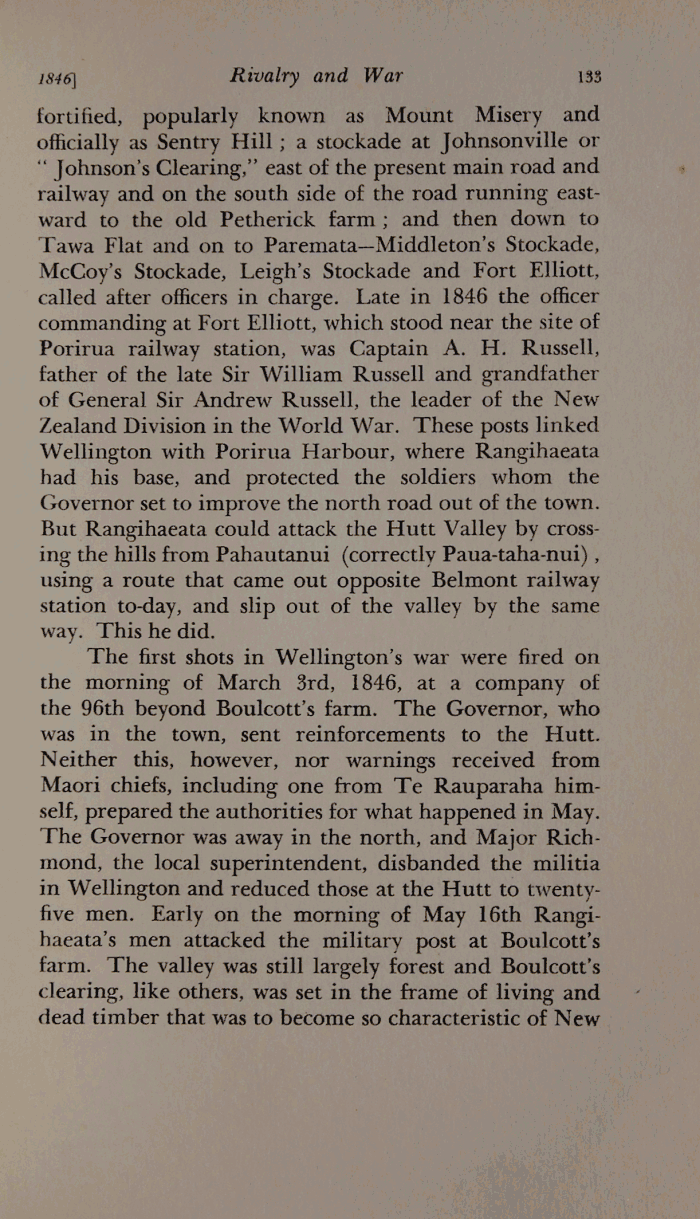 1846] Rivalry and War 133
fortified, popularly known as Mount Misery and
officially as Sentry Hill ; a stockade at Johnsonville or
“ Johnson’s Clearing,” east of the present main road and
railway and on the south side of the road running east-
ward to the old Petherick farm ; and then down to
Tawa Flat and on to Paremata—Middleton’s Stockade,
McCoy’s Stockade, Leigh’s Stockade and Fort Elliott,
called after officers in charge. Late in 1846 the officer
commanding at Fort Elliott, which stood near the site of
Porirua railway station, was Captain A. H. Russell,
father of the late Sir William Russell and grandfather
of General Sir Andrew Russell, the leader of the New
Zealand Division in the World War. These posts linked
Wellington with Porirua Harbour, where Rangihaeata
had his base, and protected the soldiers whom the
Governor set to improve the north road out of the town.
But Rangihaeata could attack the Hutt Valley by cross-
ing the hills from Pahautanui (correctly Paua-taha-nui) ,
using a route that came out opposite Belmont railway
station to-day, and slip out of the valley by the same
way. This he did.
The first shots in Wellington’s war were fired on
the morning of March 3rd, 1846, at a company of
the 96th beyond Boulcott’s farm. The Governor, who
was in the town, sent reinforcements to the Hutt.
Neither this, however, nor warnings received from
Maori chiefs, including one from Te Rauparaha him-
self, prepared the authorities for what happened in May.
The Governor was away in the north, and Major Rich-
mond, the local superintendent, disbanded the militia
in Wellington and reduced those at the Hutt to twenty-
five men. Early on the morning of May 16th Rangi-
haeata’s men attacked the military post at Boulcott’s
farm. The valley was still largely forest and Boulcott’s
clearing, like others, was set in the frame of living and
dead timber that was to become so characteristic of New